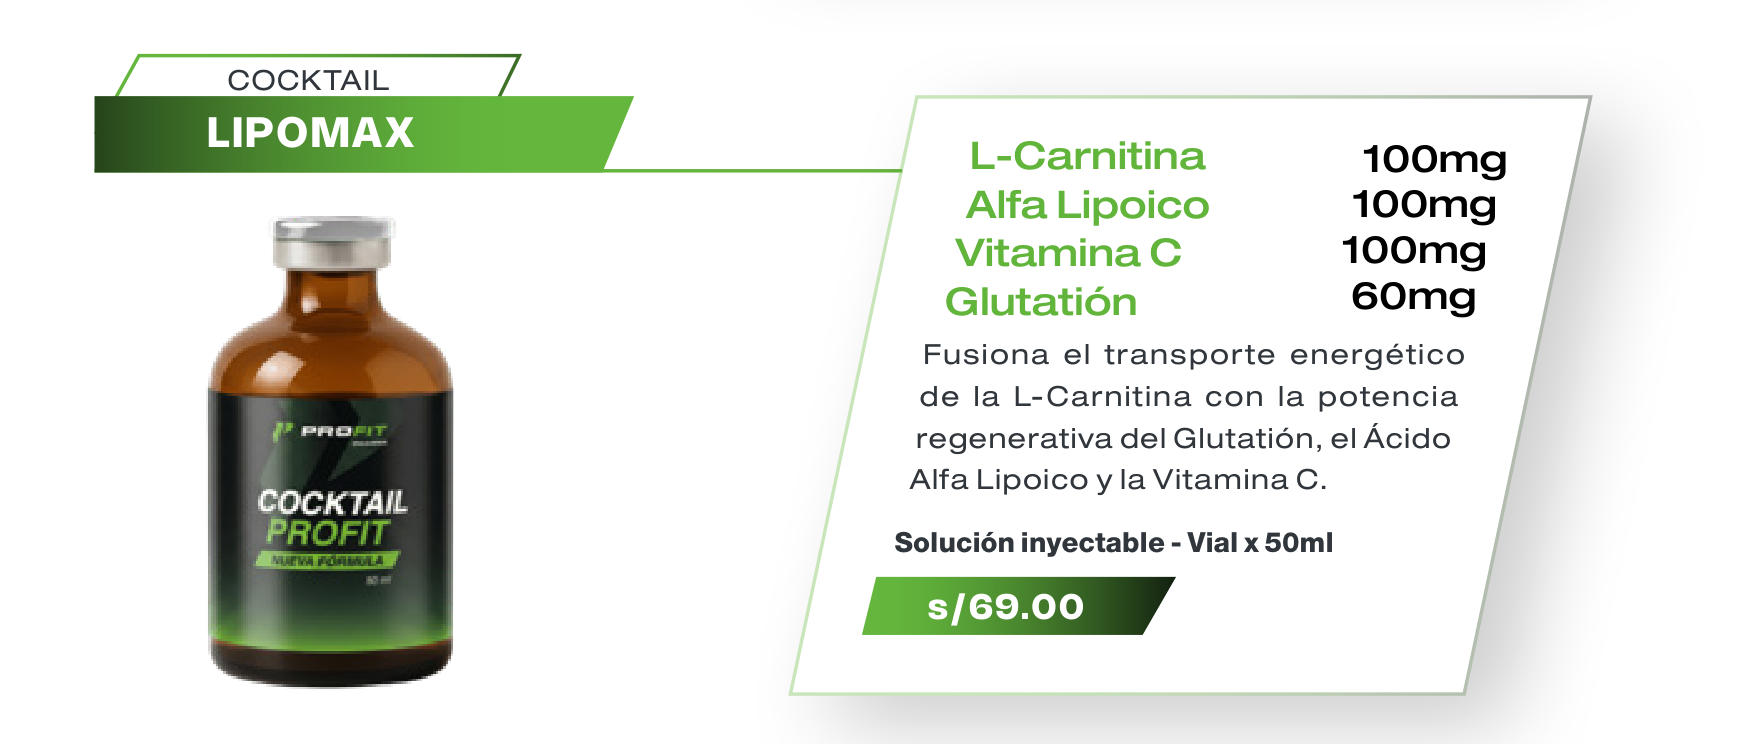 COCKTAIL
LIPOMAX
L-Carnitina 100mg
Alfa Lipoico 100mg
Vitamina C 100mg
Glutatión 60mg
Fusiona el transporte energético
de la L-Carnitina con la potencia
regenerativa del Glutatión, el Ácido
Alfa Lipoico y la Vitamina C.
Solución inyectable - Vial x 50ml
s/69.00
PROFIT
COCKTAIL
PROFIT
NUEVA FÓRMULA
50 ml